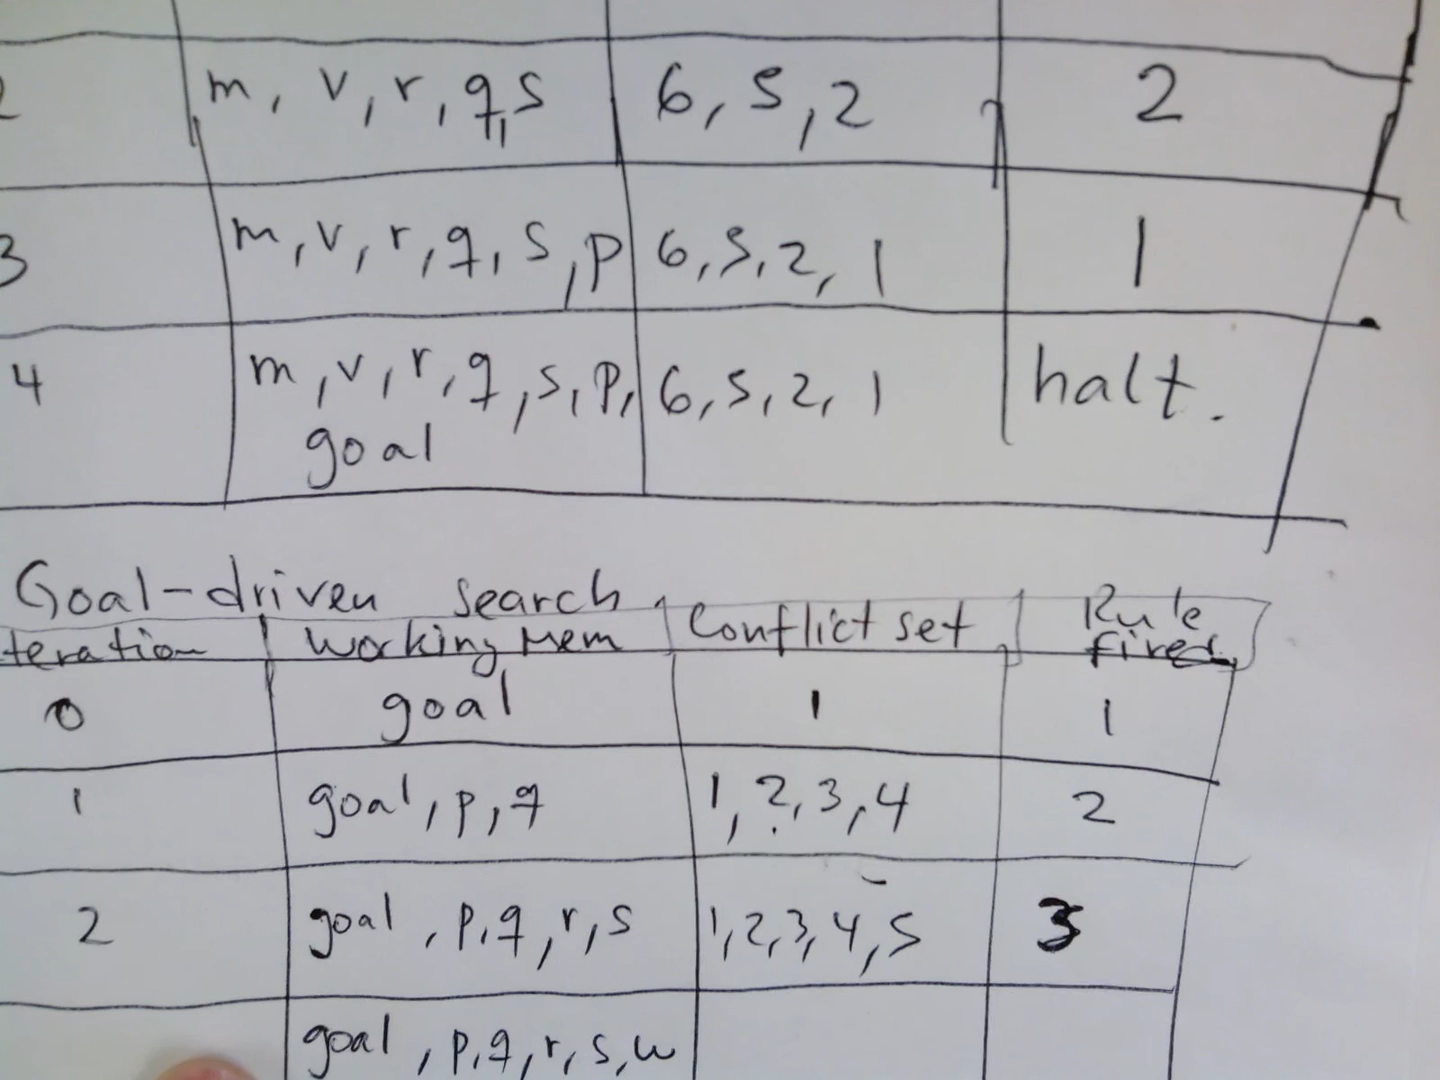 2 m, v, r, q, s 6, 5, 2 2
3 m, v, r, q, s, p 6, 5, 2, 1 1
4 m, v, r, q, s, p, 6, 5, 2, 1 halt.
goal
Goal-driven search
teration Working Mem Conflict set Rule
fired
0 goal 1 1
1 goal, p, q 1, 2, 3, 4 2
2 goal, p, q, r, s 1, 2, 3, 4, 5 3
goal, p, q, r, s, w